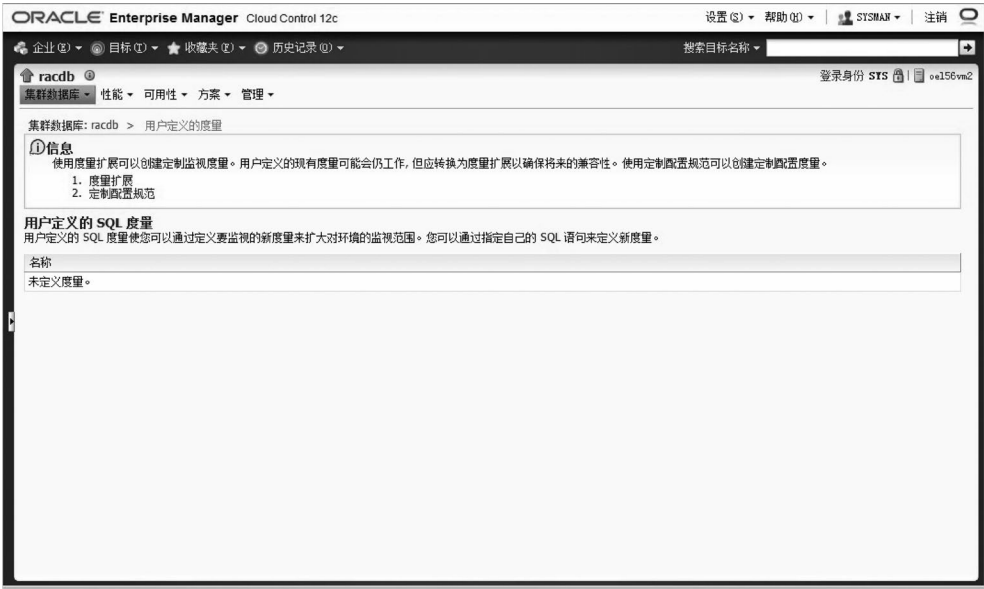 ORACLE Enterprise Manager Cloud Control 12c 设置(S) 帮助(H) SYSMAN 注销
企业(E) 目标(T) 收藏夹(F) 历史记录(O) 搜索目标名称
racdb 登录身份 SYS oel56vm2
集群数据库 性能 可用性 方案 管理
集群数据库: racdb > 用户定义的度量
信息
使用度量扩展可以创建定制监视度量。用户定义的现有度量可能会仍工作, 但应转换为度量扩展以确保将来的兼容性。使用定制配置规范可以创建定制配置度量。
1. 度量扩展
2. 定制配置规范
用户定义的 SQL 度量
用户定义的 SQL 度量使您可以通过定义要监视的新度量来扩大对环境的监视范围。您可以通过指定自己的 SQL 语句来定义新度量。
名称
未定义度量。